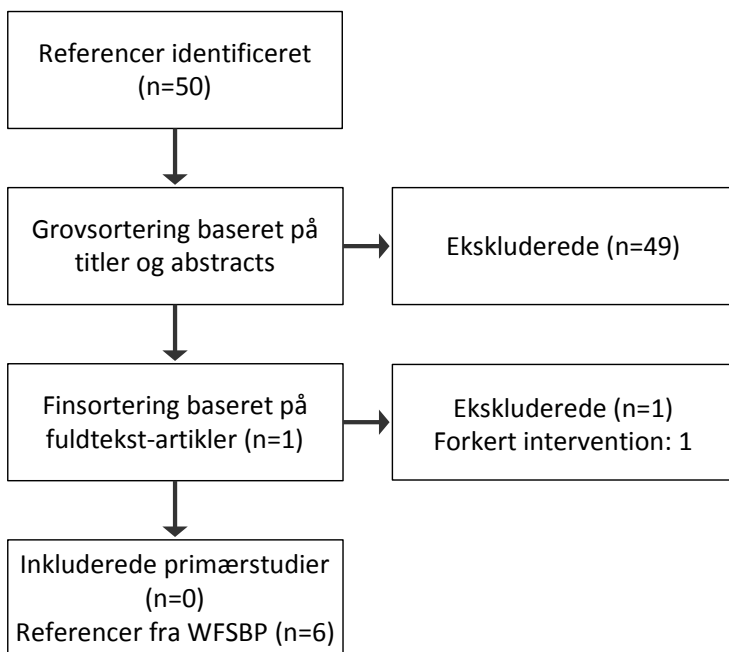 Referencer identificeret
(n=50)
Grovsortering baseret på
titler og abstracts
Ekskluderede (n=49)
Finsortering baseret på
fuldtekst-artikler (n=1)
Ekskluderede (n=1)
Forkert intervention: 1
Inkluderede primærstudier
(n=0)
Referencer fra WFSBP (n=6)